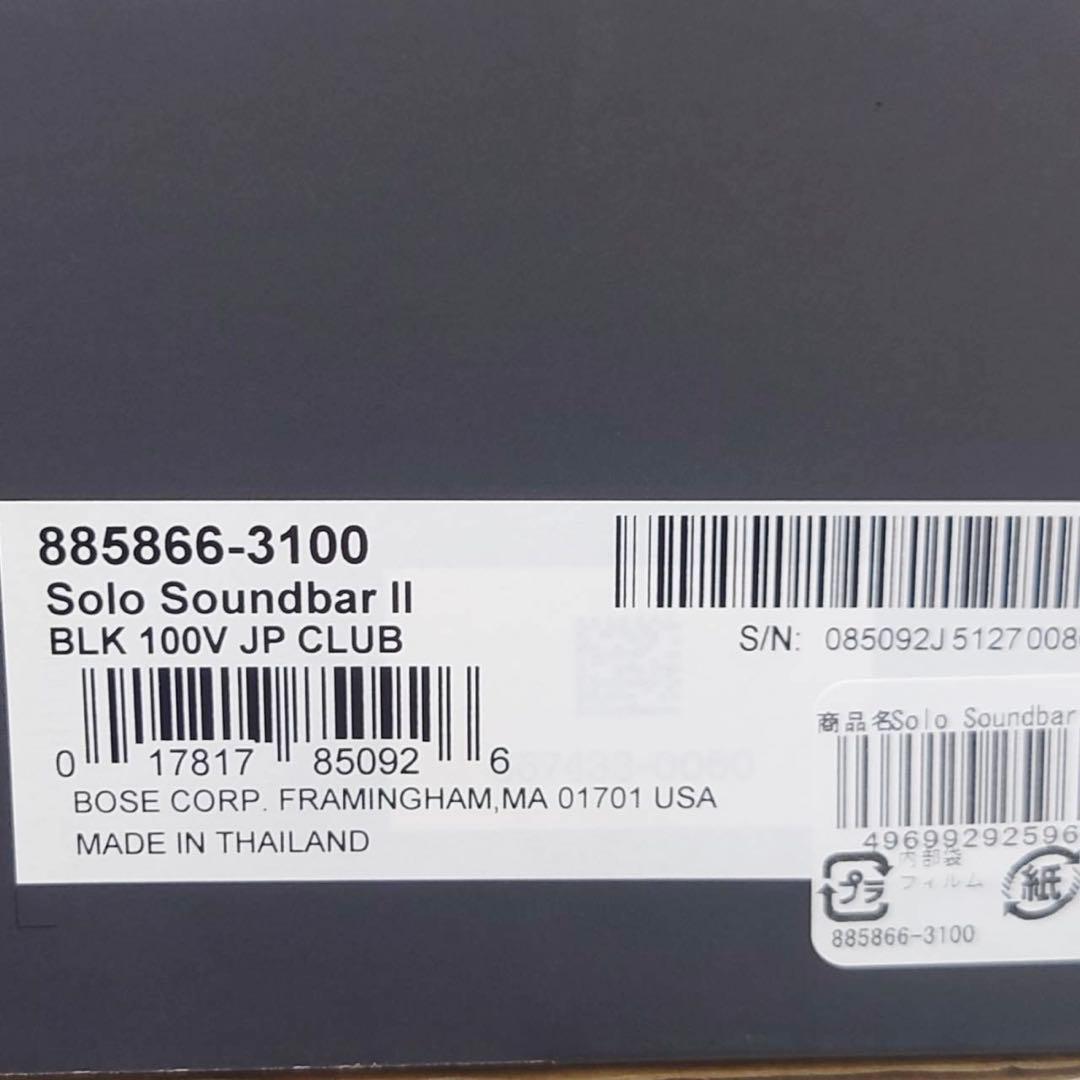 885866-3100
Solo Soundbar II
BLK 100V JP CLUB
0 17817 85092 6
BOSE CORP. FRAMINGHAM,MA 01701 USA
MADE IN THAILAND
S/N: 085092J5127008
商品名Solo Soundbar
49699292596
プラ
内部袋
フィルム
紙
885866-3100